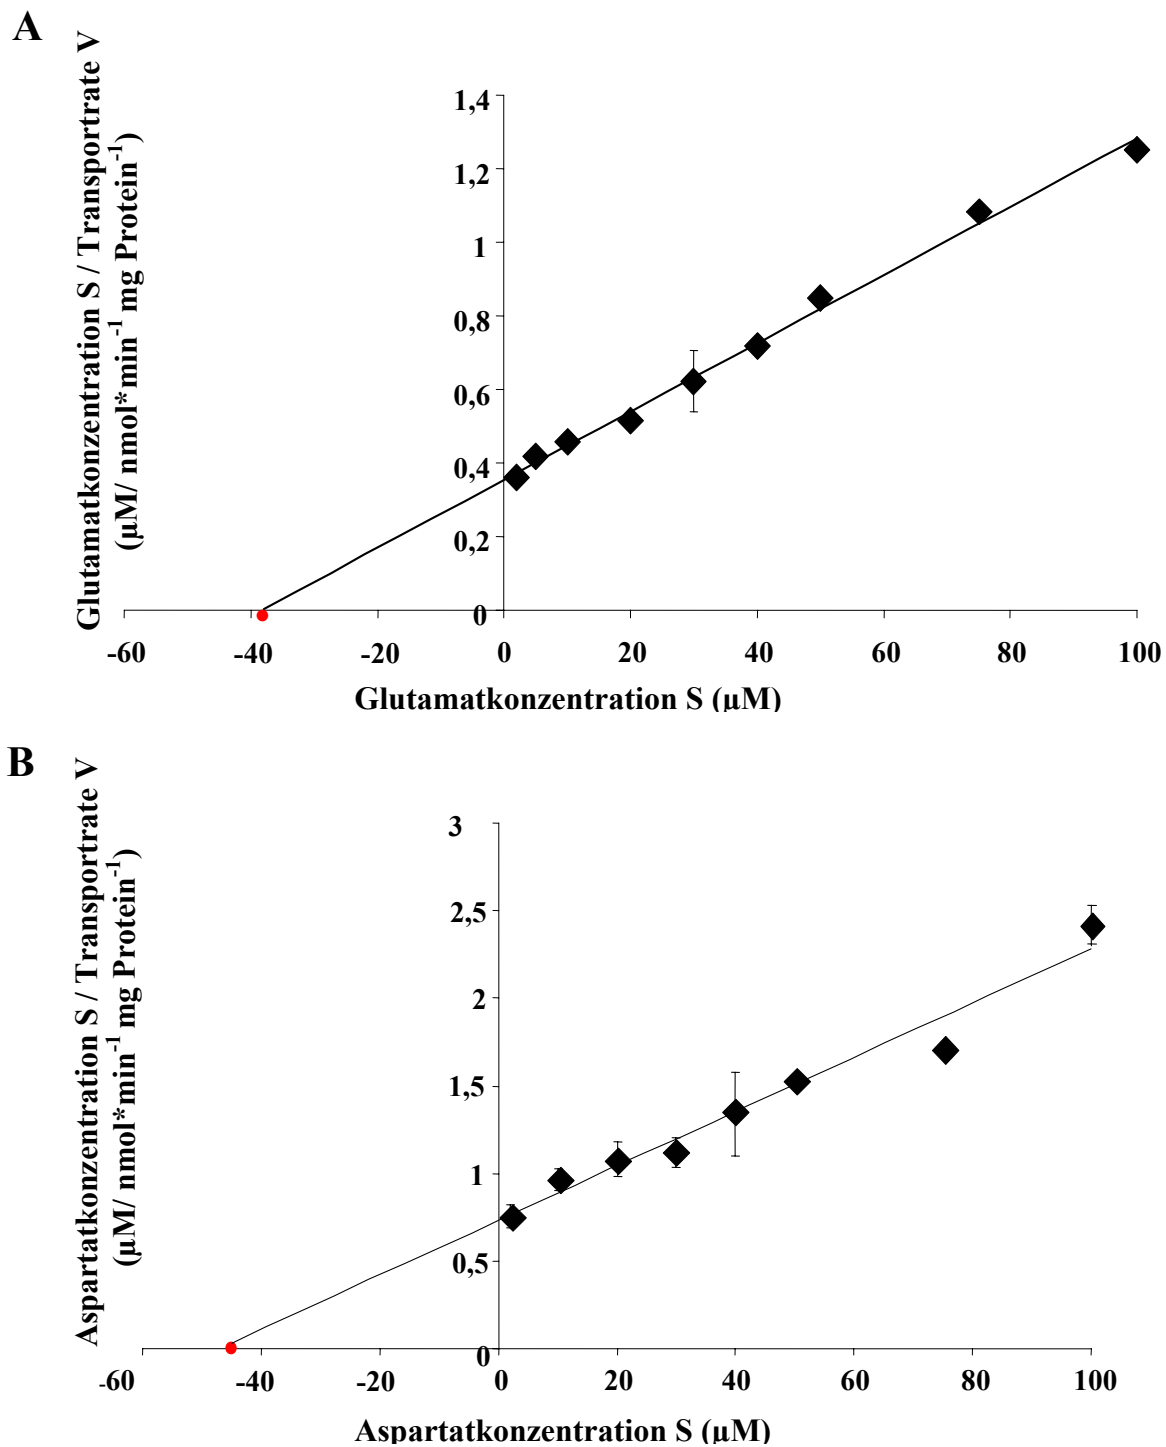 A
Glutamatkonzentration S / Transportrate V
(µM/ nmol*min-1 mg Protein-1)
1,4
1,2
1
0,8
0,6
0,4
0,2
0
-60 -40 -20 0 20 40 60 80 100
Glutamatkonzentration S (µM)
B
Aspartatkonzentration S / Transportrate V
(µM/ nmol*min-1 mg Protein-1)
3
2,5
2
1,5
1
0,5
0
-60 -40 -20 0 20 40 60 80 100
Aspartatkonzentration S (µM)